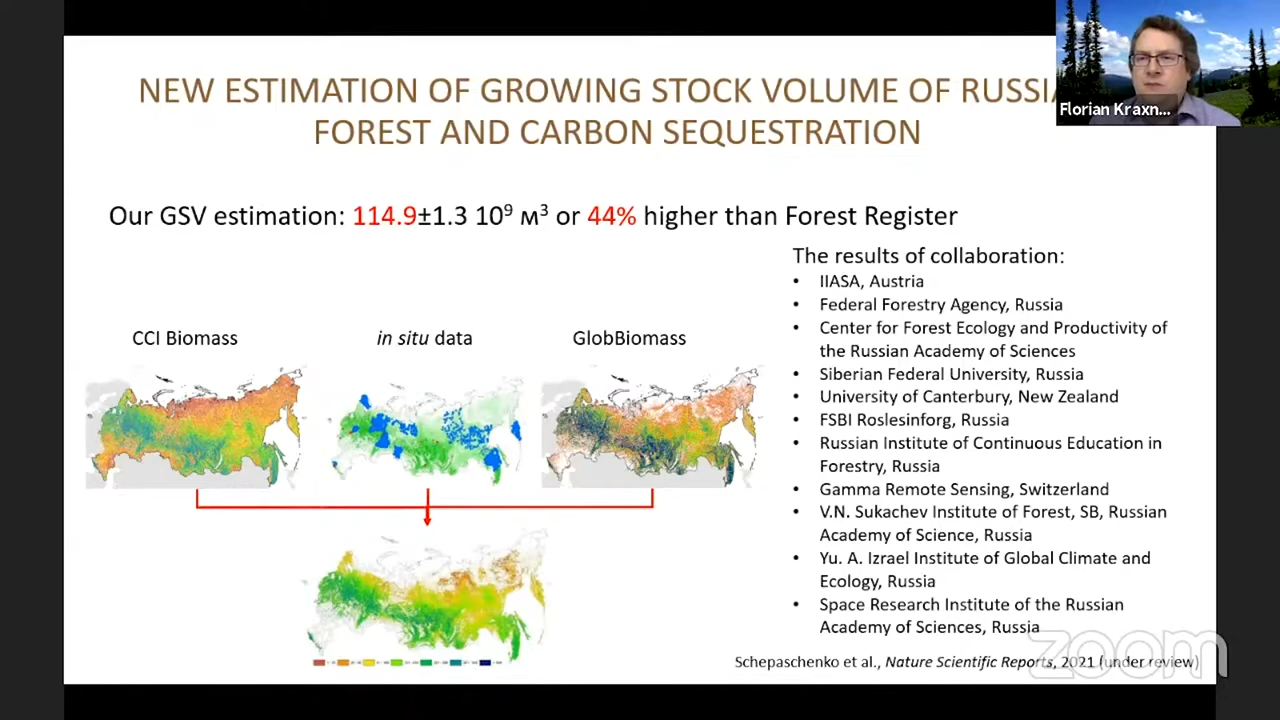 NEW ESTIMATION OF GROWING STOCK VOLUME OF RUSSIA
FOREST AND CARBON SEQUESTRATION
Florian Kraxn...
Our GSV estimation: 114.9±1.3 10⁹ м³ or 44% higher than Forest Register
The results of collaboration:
• IIASA, Austria
• Federal Forestry Agency, Russia
• Center for Forest Ecology and Productivity of
the Russian Academy of Sciences
• Siberian Federal University, Russia
• University of Canterbury, New Zealand
• FSBI Roslesinforg, Russia
• Russian Institute of Continuous Education in
Forestry, Russia
• Gamma Remote Sensing, Switzerland
• V.N. Sukachev Institute of Forest, SB, Russian
Academy of Science, Russia
• Yu. A. Izrael Institute of Global Climate and
Ecology, Russia
• Space Research Institute of the Russian
Academy of Sciences, Russia
CCI Biomass
in situ data
GlobBiomass
Schepaschenko et al., Nature Scientific Reports, 2021 (under review)
zoom